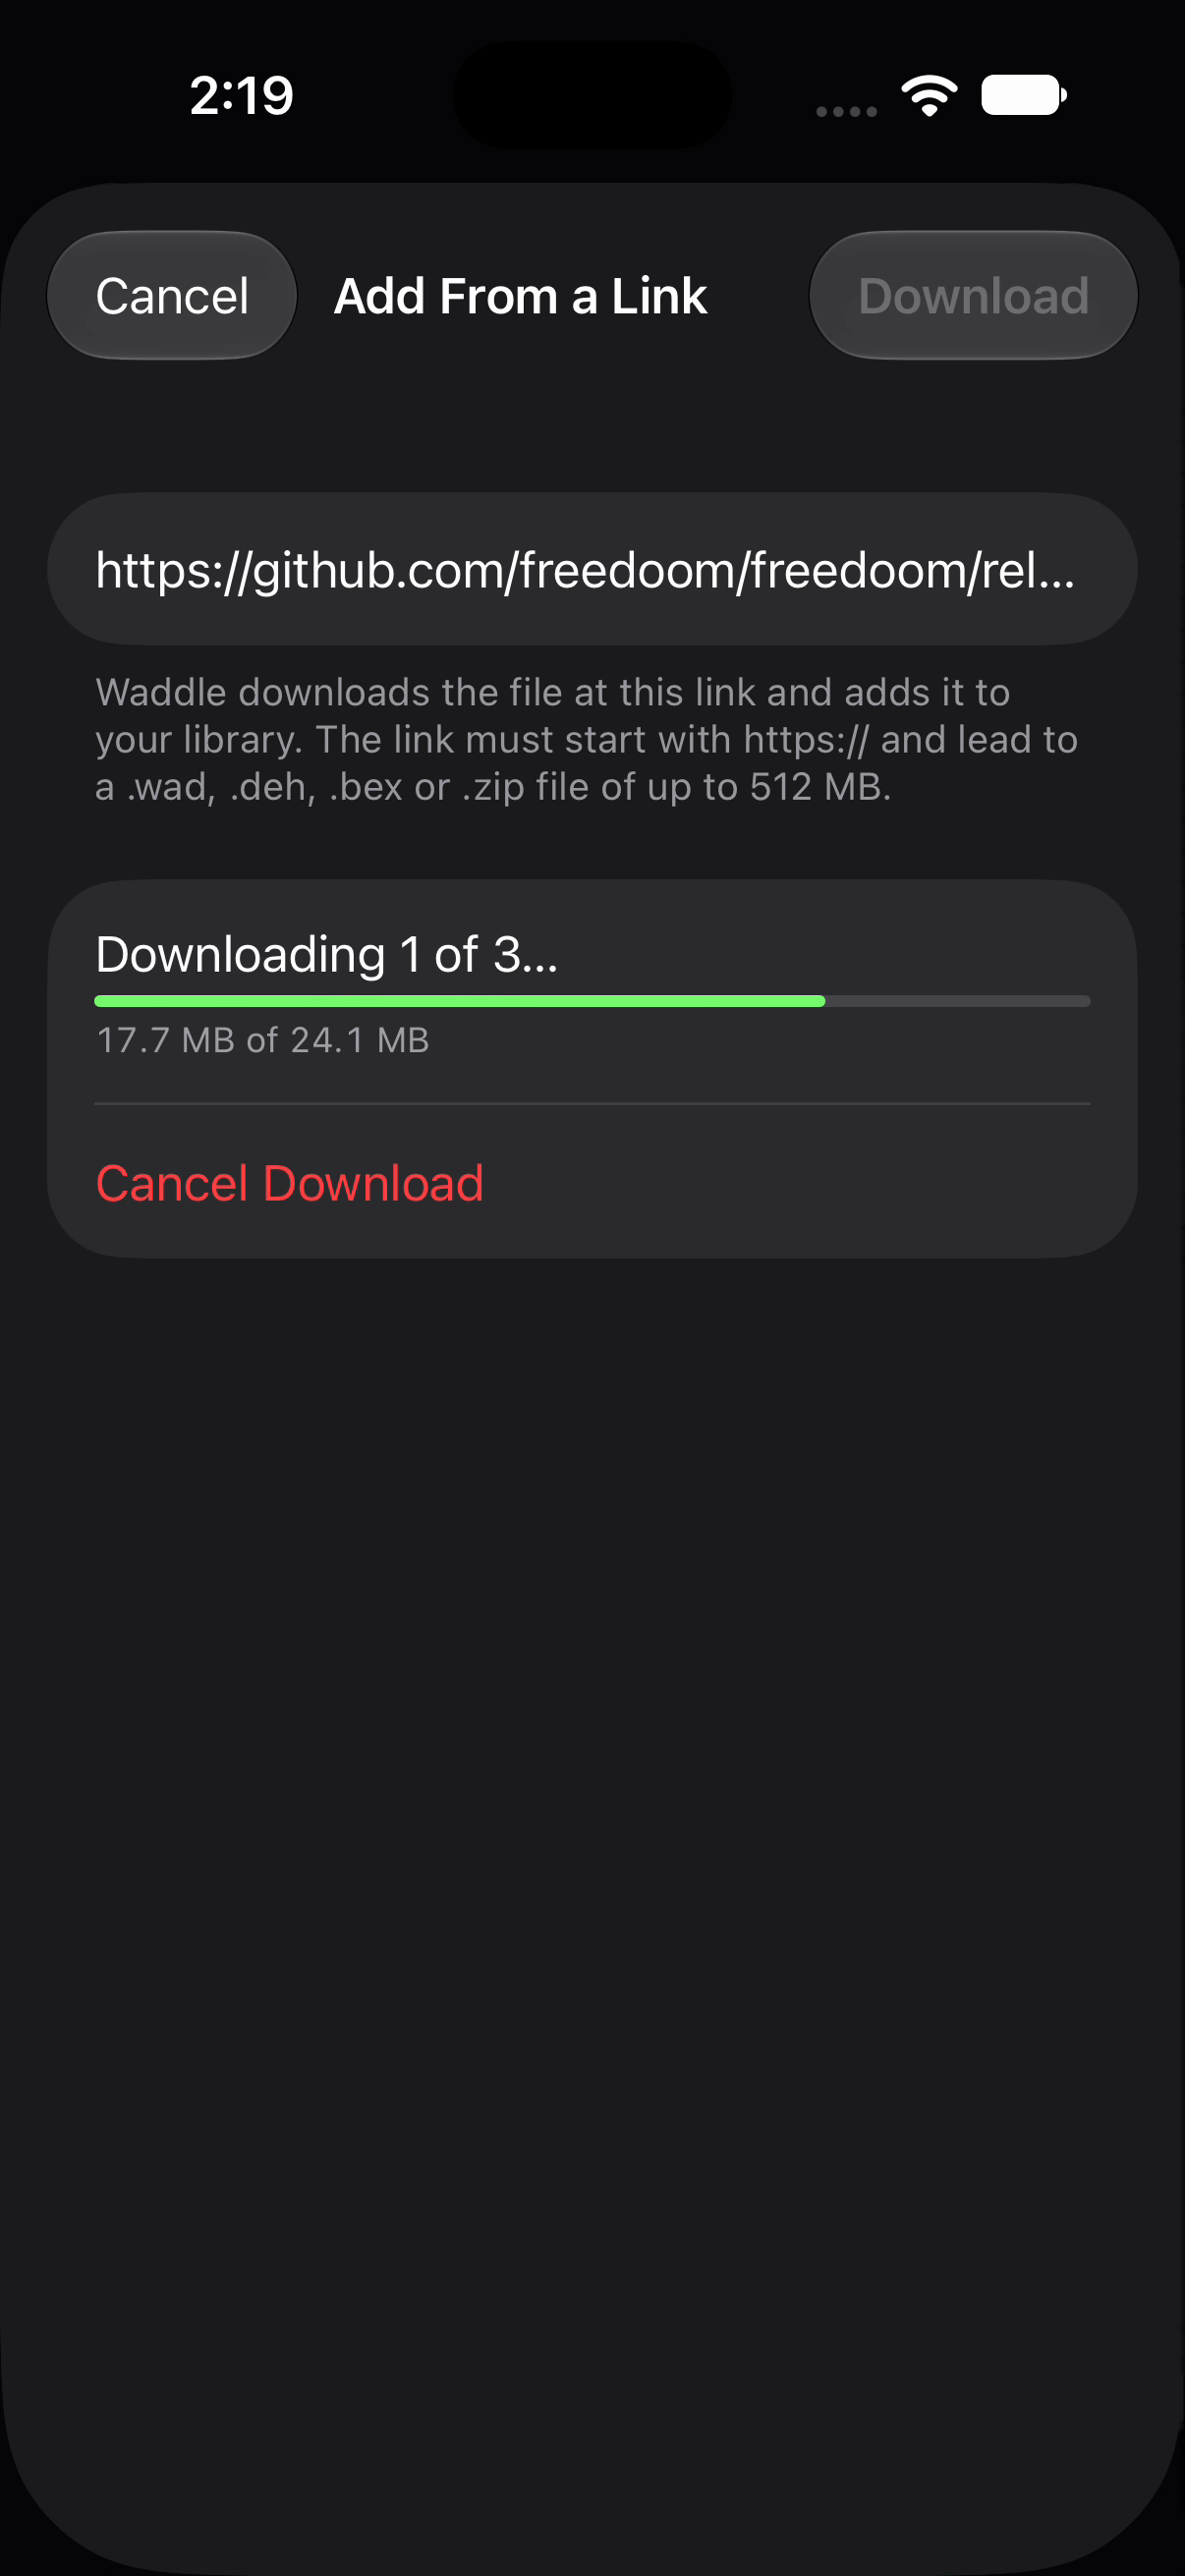 2:19
Cancel
Add From a Link
Download
https://github.com/freedoom/freedoom/rel...
Waddle downloads the file at this link and adds it to
your library. The link must start with https:// and lead to
a .wad, .deh, .bex or .zip file of up to 512 MB.
Downloading 1 of 3...
17.7 MB of 24.1 MB
Cancel Download